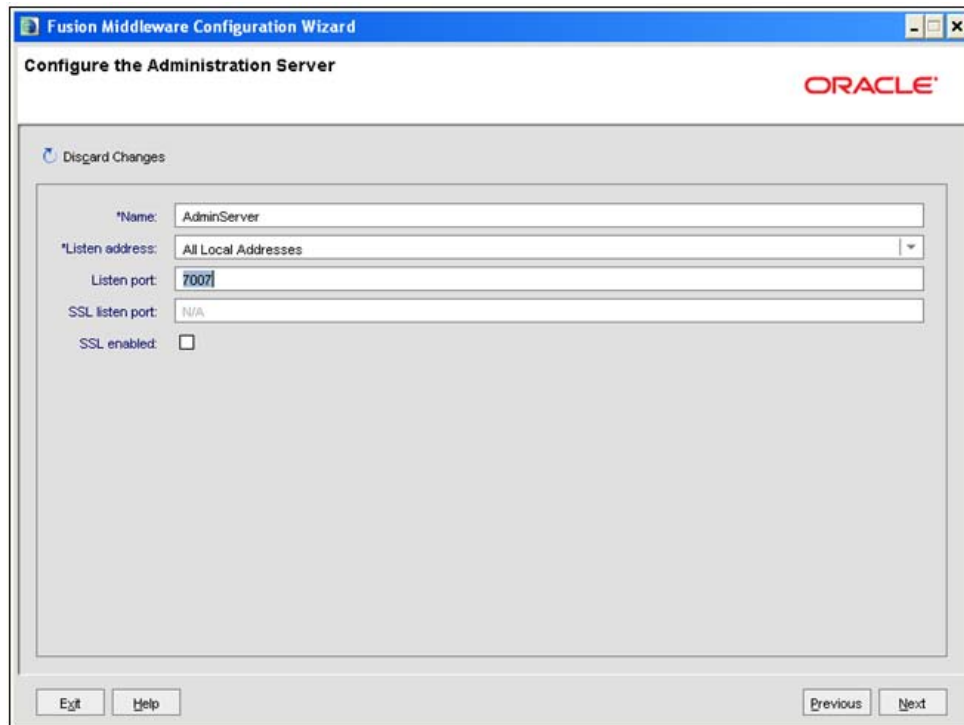 Fusion Middleware Configuration Wizard
Configure the Administration Server
ORACLE
Discard Changes
*Name: AdminServer
*Listen address: All Local Addresses
Listen port: 7007
SSL listen port: N/A
SSL enabled:
Exit Help Previous Next